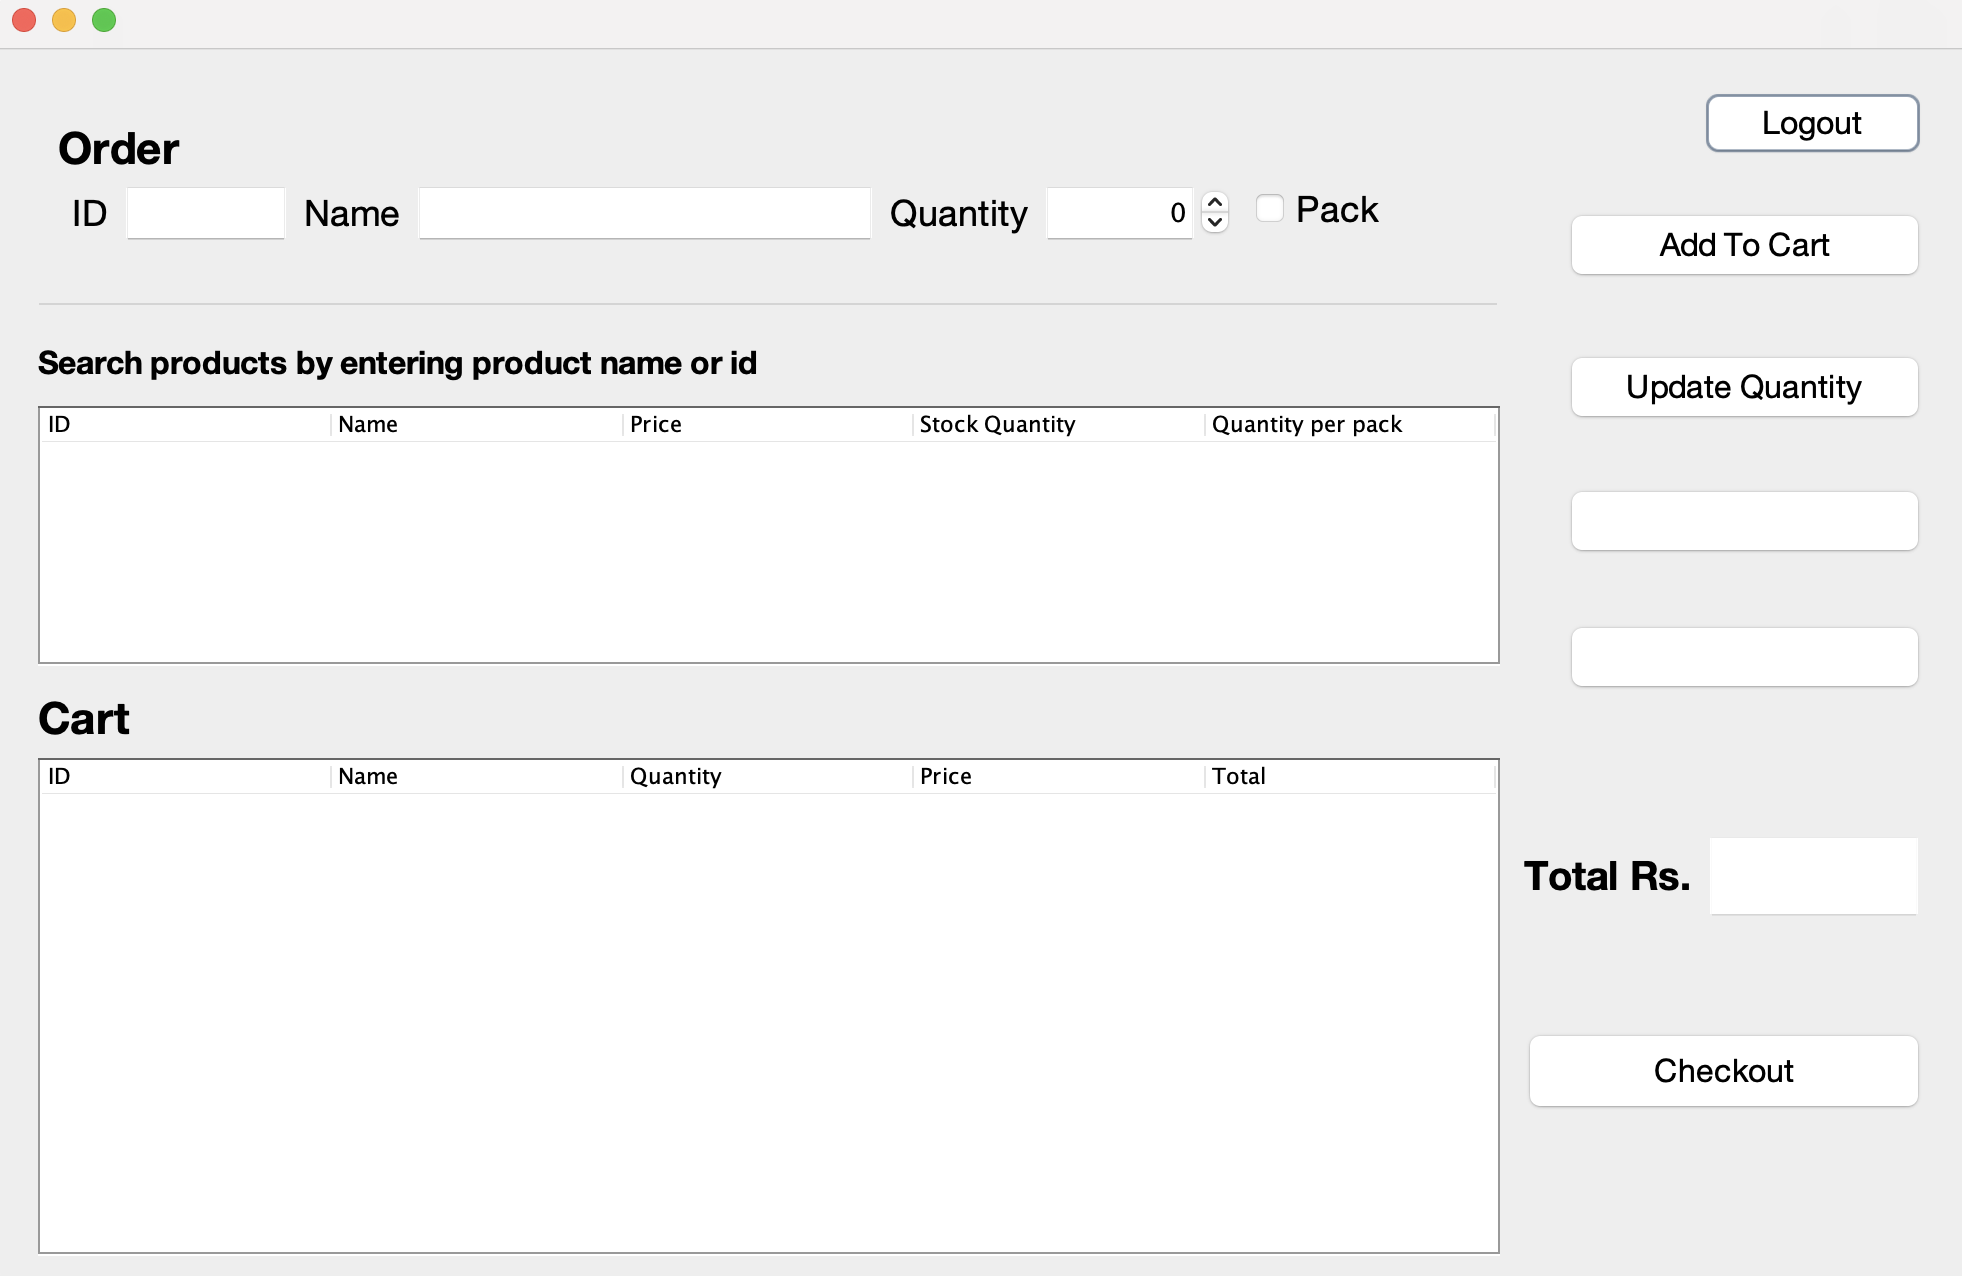 Logout
Order
ID Name Quantity 0 Pack
Add To Cart
Search products by entering product name or id
Update Quantity
ID Name Price Stock Quantity Quantity per pack
Cart
ID Name Quantity Price Total
Total Rs.
Checkout